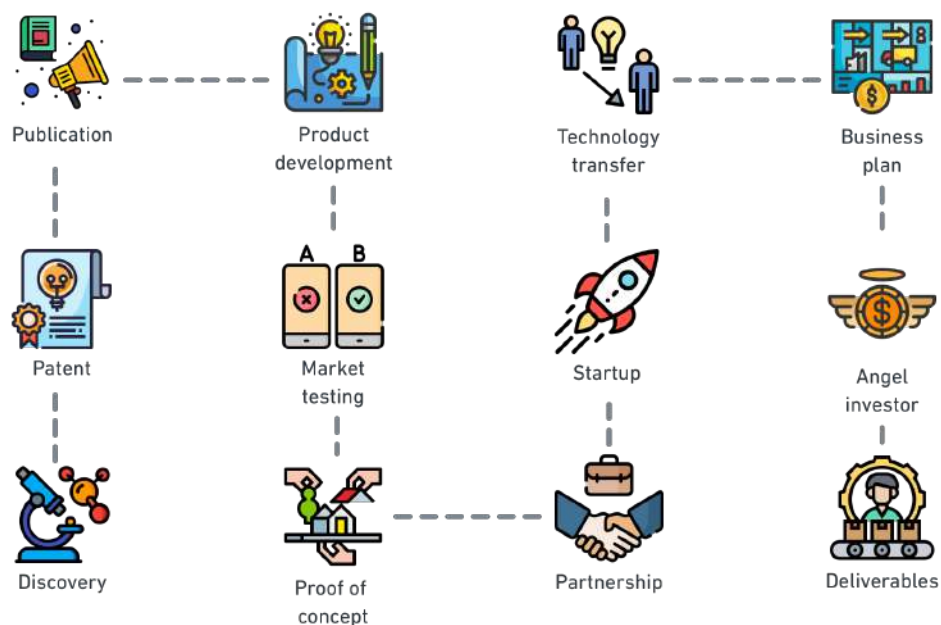 Publication
Product
development
Technology
transfer
Business
plan
Patent
A B
Market
testing
Startup
Angel
investor
Discovery
Proof of
concept
Partnership
Deliverables